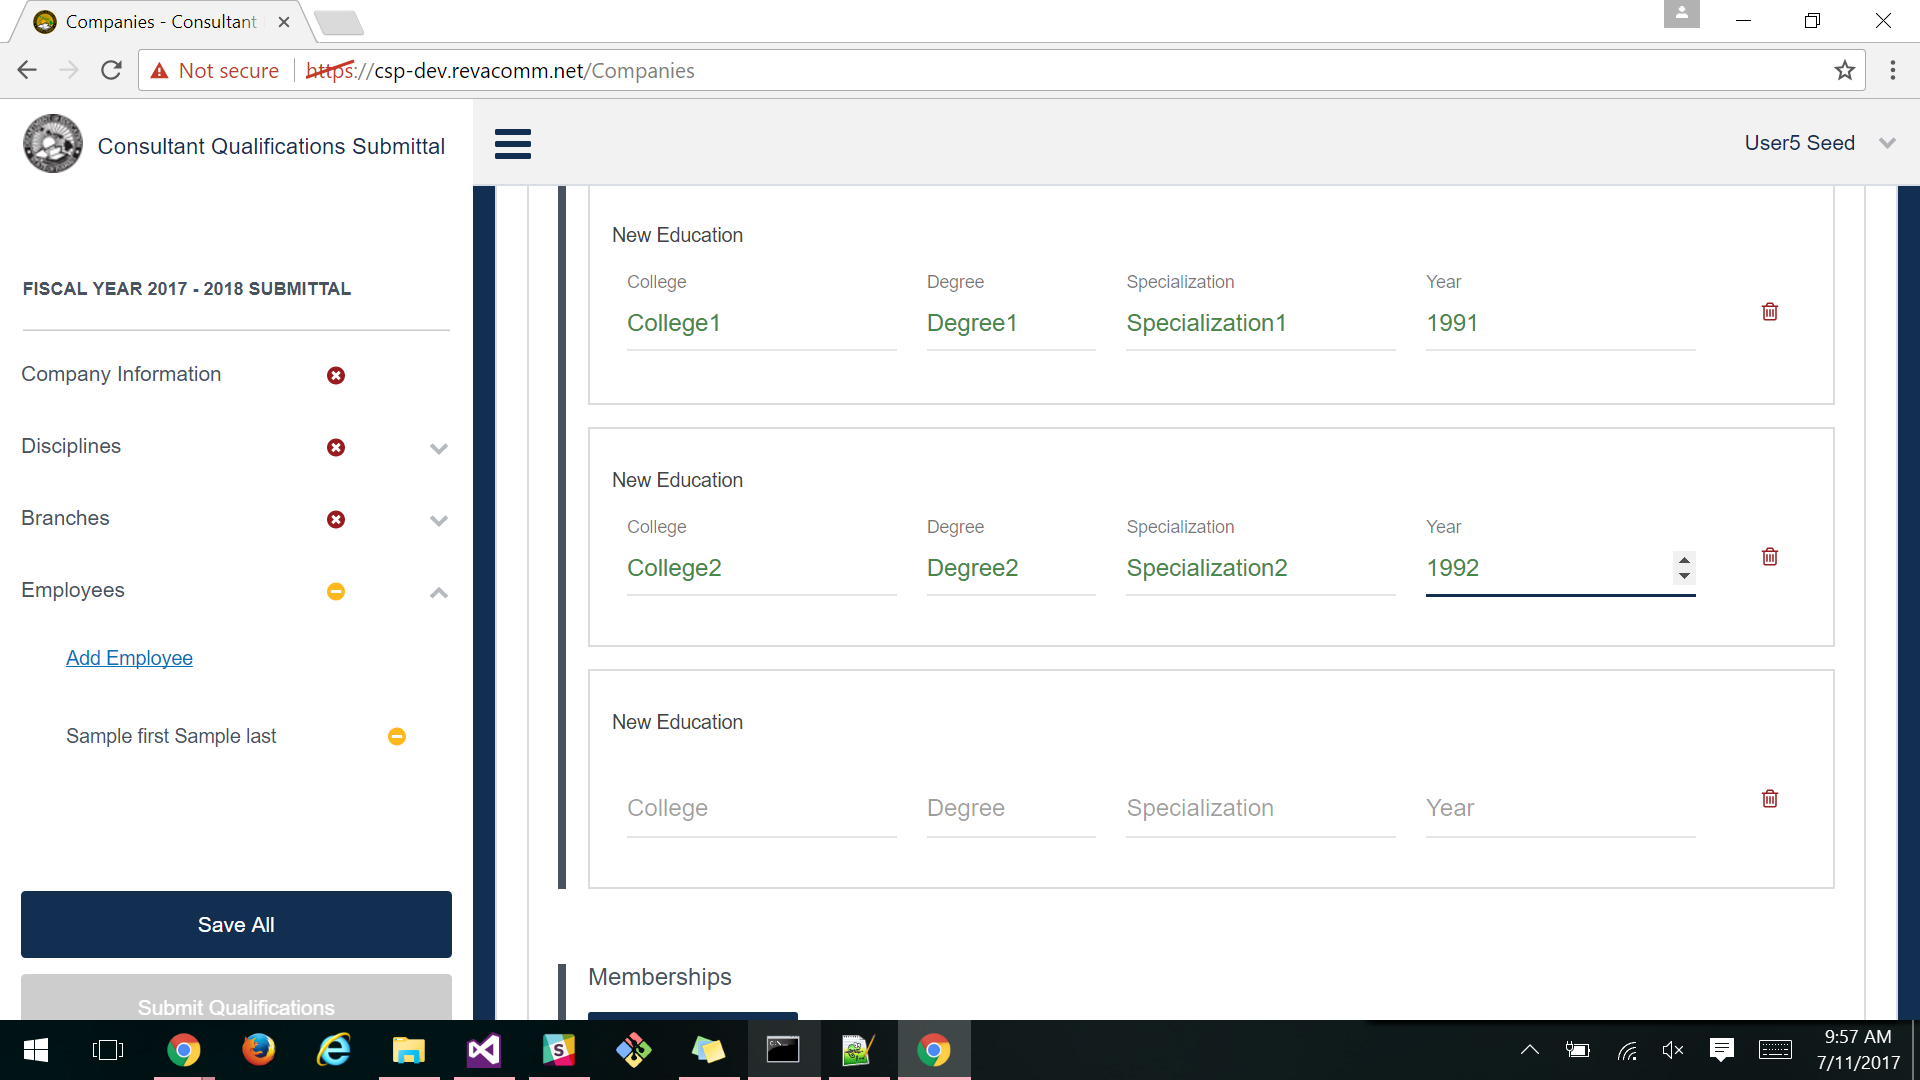 Companies - Consultant
Not secure https://csp-dev.revacomm.net/Companies
Consultant Qualifications Submittal
User5 Seed
FISCAL YEAR 2017 - 2018 SUBMITTAL
Company Information
Disciplines
Branches
Employees
Add Employee
Sample first Sample last
Save All
Submit Qualifications
New Education
College Degree Specialization Year
College1 Degree1 Specialization1 1991
New Education
College Degree Specialization Year
College2 Degree2 Specialization2 1992
New Education
College Degree Specialization Year
Memberships
9:57 AM
7/11/2017